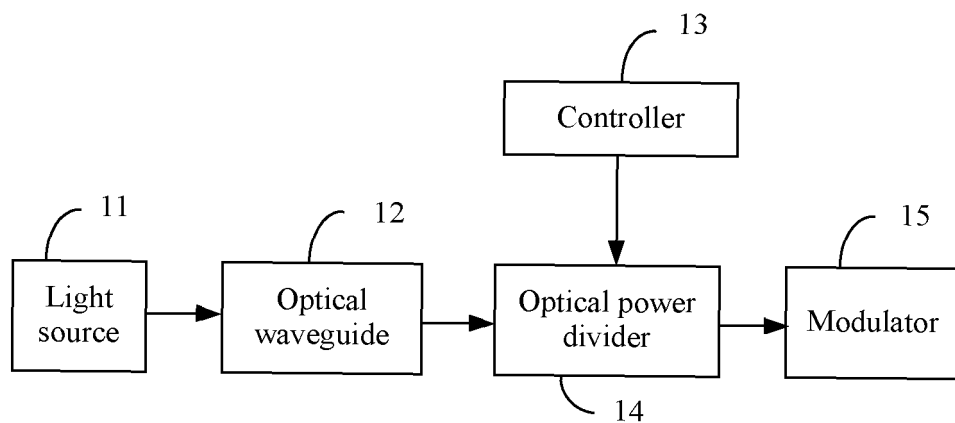 13
Controller
11
12
15
Light
source
Optical
waveguide
Optical power
divider
Modulator
14